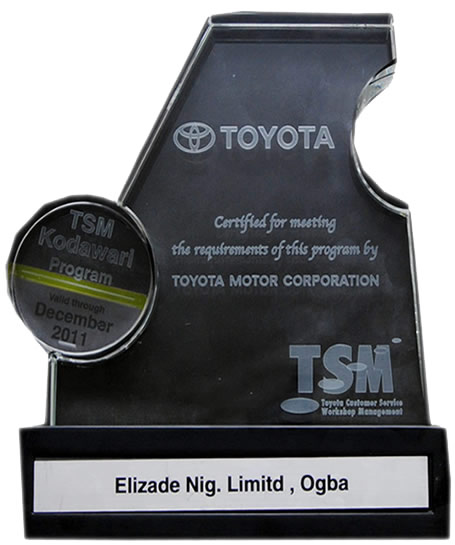 TOYOTA
Certified for meeting
the requirements of this program by
TOYOTA MOTOR CORPORATION
TSM
Kodawari
Program
Valid through
December
2011
TSM
Toyota Customer Service
Workshop Management
Elizade Nig. Limitd , Ogba